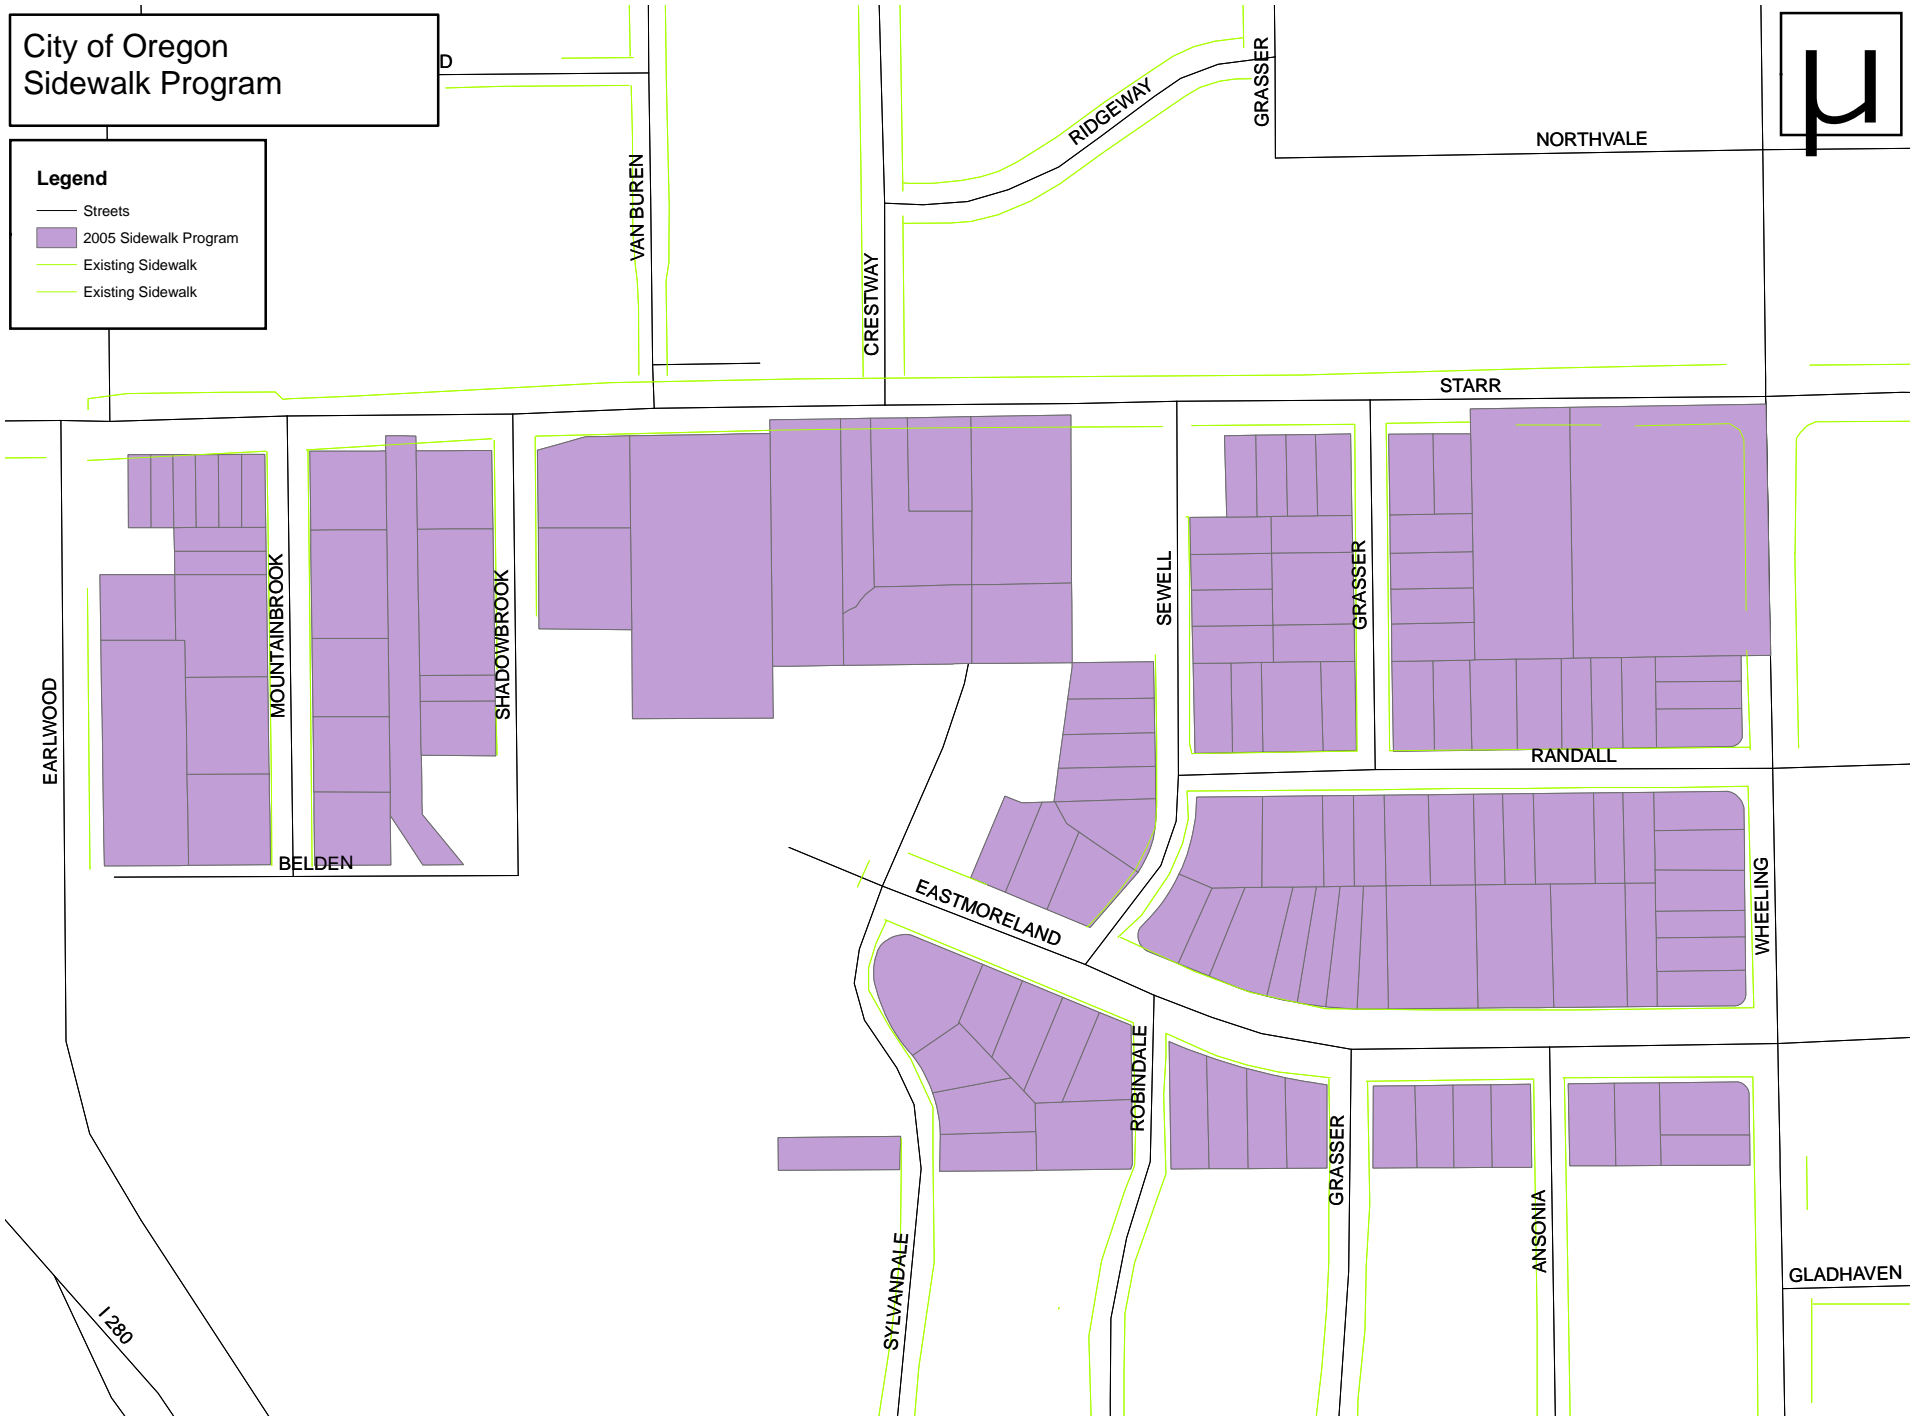 City of Oregon
Sidewalk Program
D
Legend
Streets
2005 Sidewalk Program
Existing Sidewalk
Existing Sidewalk
VAN BUREN
CRESTWAY
RIDGEWAY
GRASSER
NORTHVALE
µ
STARR
EARLWOOD
MOUNTAINBROOK
SHADOWBROOK
SEWELL
GRASSER
RANDALL
BELDEN
EASTMORELAND
WHEELING
ROBINDALE
GRASSER
ANSONIA
SYLVANDALE
GLADHAVEN
I 280